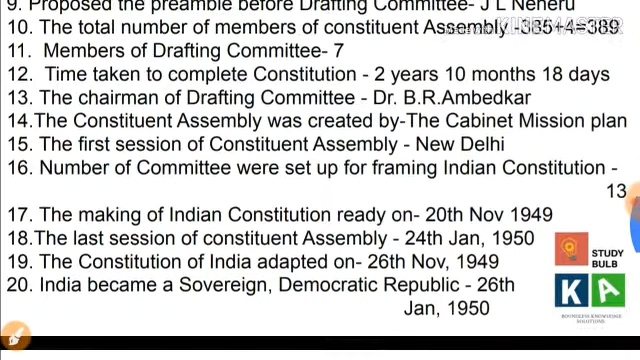 9. Proposed the preamble before Drafting Committee- J L Neheru
10. The total number of members of constituent Assembly -385+4=389
KINEMASTER
11. Members of Drafting Committee- 7
12. Time taken to complete Constitution - 2 years 10 months 18 days
13. The chairman of Drafting Committee - Dr. B.R.Ambedkar
14.The Constituent Assembly was created by-The Cabinet Mission plan
15. The first session of Constituent Assembly - New Delhi
16. Number of Committee were set up for framing Indian Constitution -
13
17. The making of Indian Constitution ready on- 20th Nov 1949
18.The last session of constituent Assembly - 24th Jan, 1950
19. The Constitution of India adapted on- 26th Nov, 1949
20. India became a Sovereign, Democratic Republic - 26th
Jan, 1950
STUDY
BULB
K A
BOUNDLESS KNOWLEDGE
SOLUTIONS